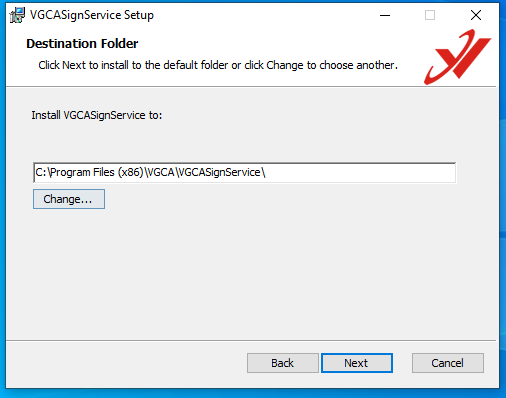 VGCASignService Setup
Destination Folder
Click Next to install to the default folder or click Change to choose another.
Install VGCASignService to:
C:\Program Files (x86)\VGCA\VGCASignService\
Change...
Back Next Cancel